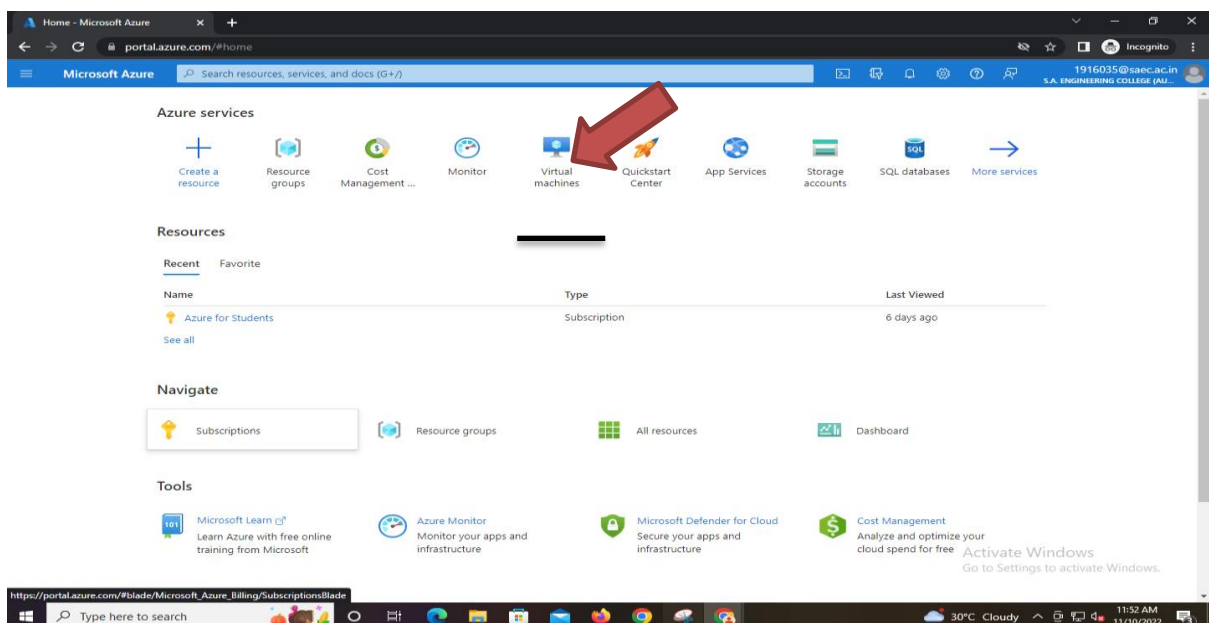 Home - Microsoft Azure
portal.azure.com/#home
Incognito
Microsoft Azure
Search resources, services, and docs (G+/)
1916035@saec.ac.in
S.A. ENGINEERING COLLEGE (AU...
Azure services
Create a
resource
Resource
groups
Cost
Management ...
Monitor
Virtual
machines
Quickstart
Center
App Services
Storage
accounts
SQL
SQL databases
More services
Resources
Recent Favorite
Name Type Last Viewed
Azure for Students Subscription 6 days ago
See all
Navigate
Subscriptions
Resource groups
All resources
Dashboard
Tools
101
Microsoft Learn
Learn Azure with free online
training from Microsoft
Azure Monitor
Monitor your apps and
infrastructure
Microsoft Defender for Cloud
Secure your apps and
infrastructure
Cost Management
Analyze and optimize your
cloud spend for free
Activate Windows
Go to Settings to activate Windows.
https://portal.azure.com/#blade/Microsoft_Azure_Billing/SubscriptionsBlade
Type here to search
30°C Cloudy
11:52 AM
11/10/2022
3